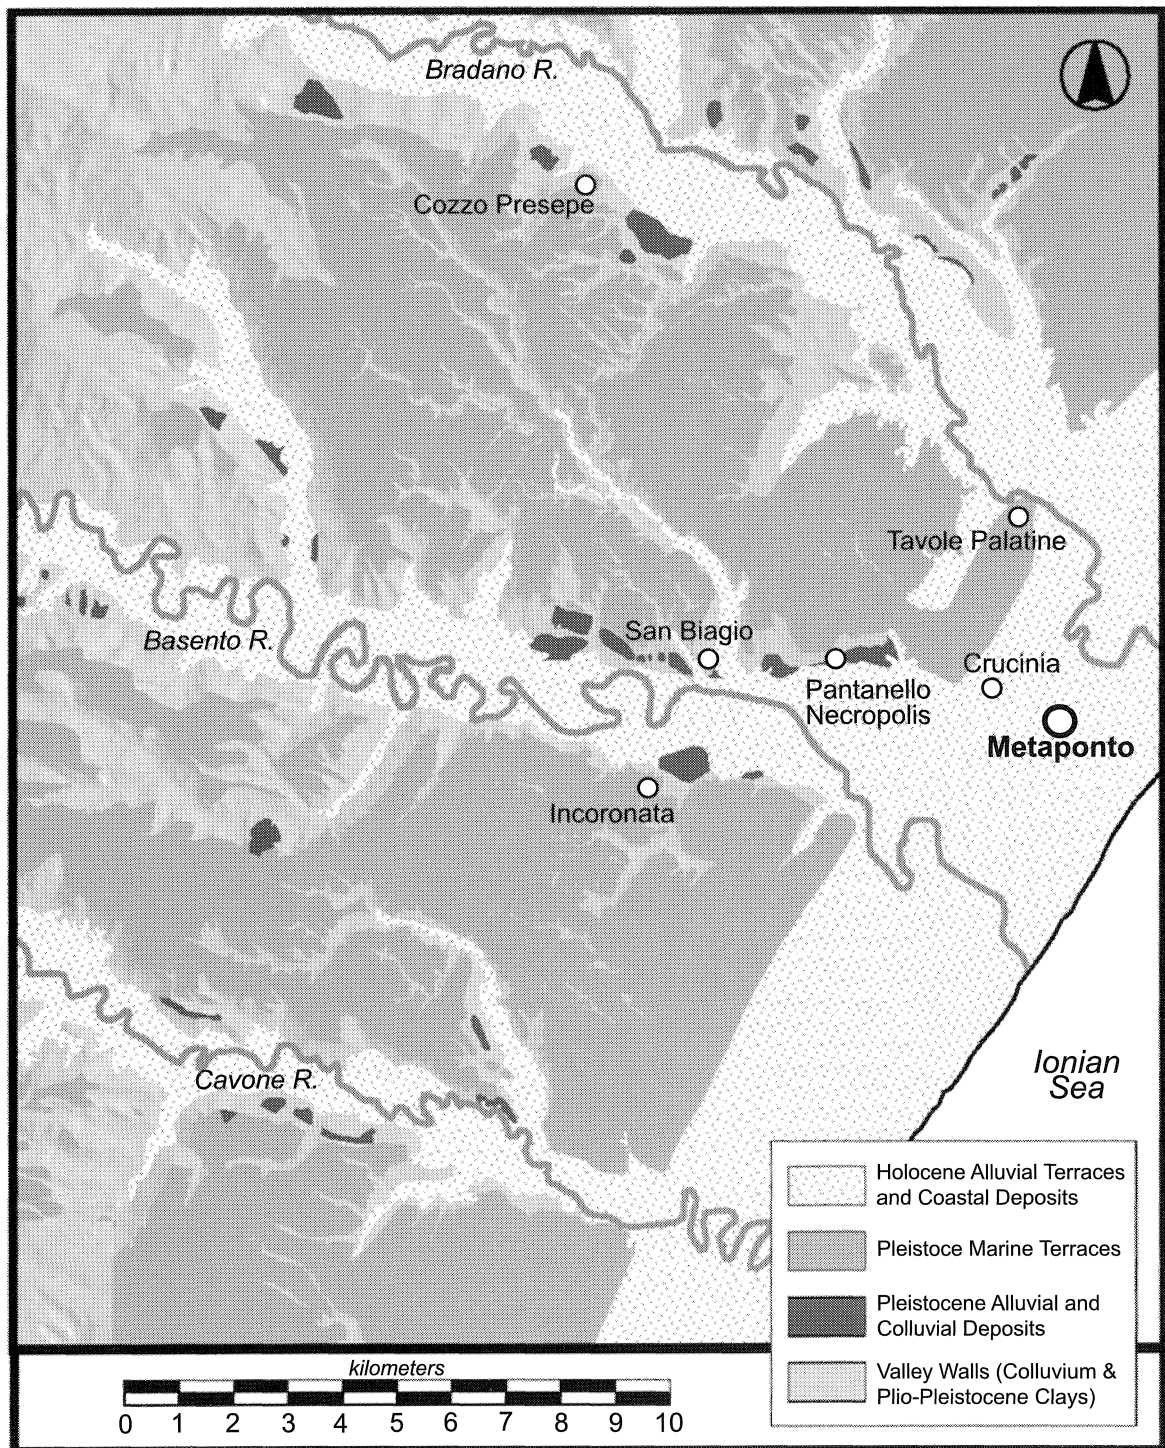 Bradano R.
Cozzo Presepe
Tavole Palatine
San Biagio
Basento R.
Crucinia
Pantanello
Necropolis
Metaponto
Incoronata
Ionian
Sea
Cavone R.
Holocene Alluvial Terraces
and Coastal Deposits
Pleistoce Marine Terraces
Pleistocene Alluvial and
Colluvial Deposits
Valley Walls (Colluvium &
Plio-Pleistocene Clays)
kilometers
0 1 2 3 4 5 6 7 8 9 10